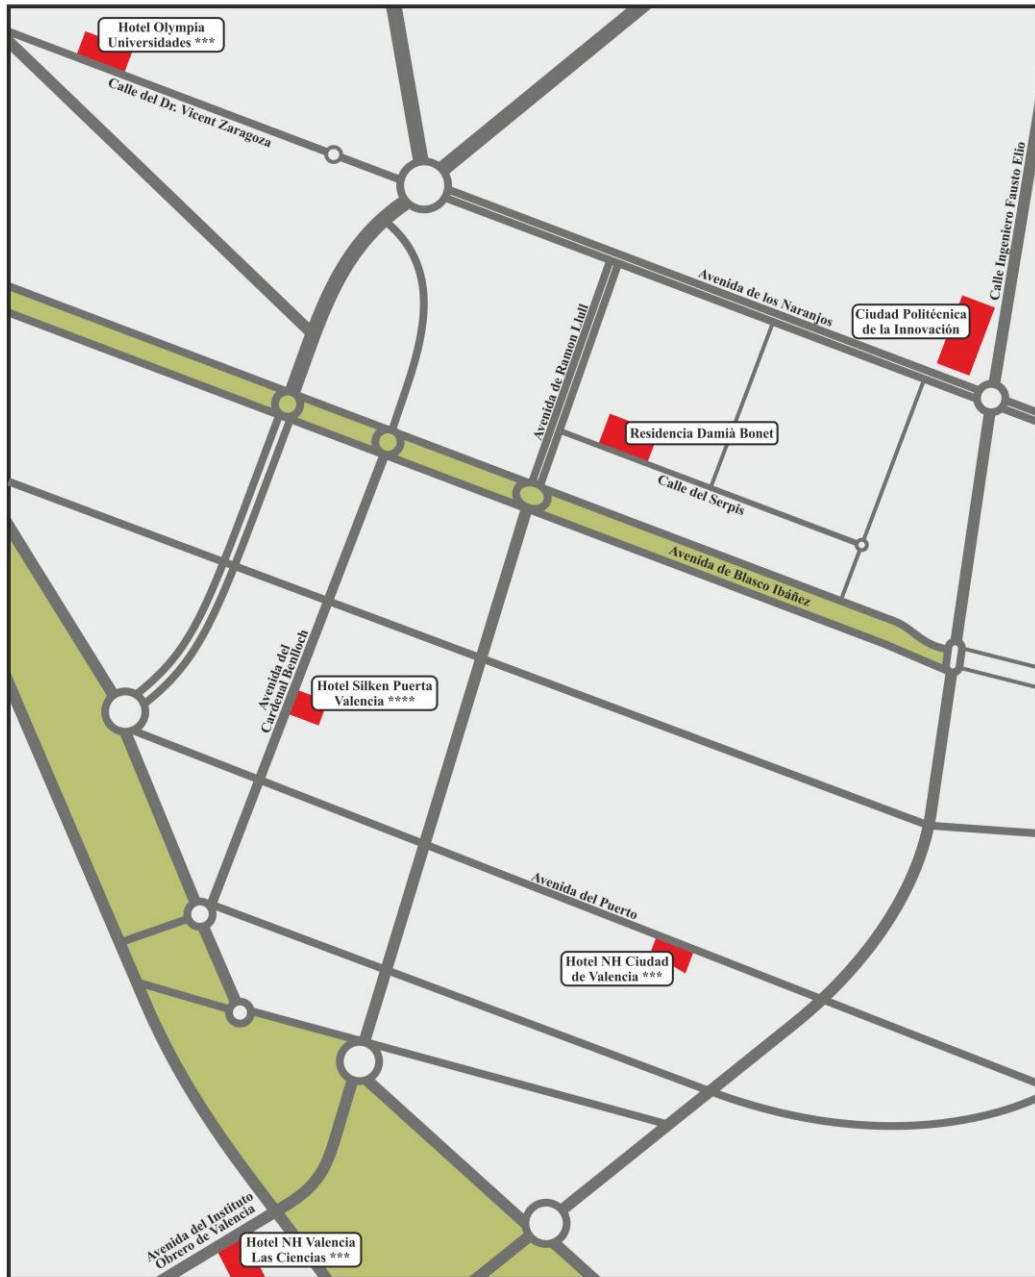 Hotel Olympia
Universidades ***
Calle del Dr. Vicent Zaragoza
Calle Ingeniero Fausto Elio
Avenida de los Naranjos
Ciudad Politécnica
de la Innovación
Avenida de Ramon Llull
Residencia Damià Bonet
Calle del Serpis
Avenida de Blasco Ibáñez
Avenida del
Cardenal Benlloch
Hotel Silken Puerta
Valencia ****
Avenida del Puerto
Hotel NH Ciudad
de Valencia ***
Avenida del Instituto
Obrero de Valencia
Hotel NH Valencia
Las Ciencias ***